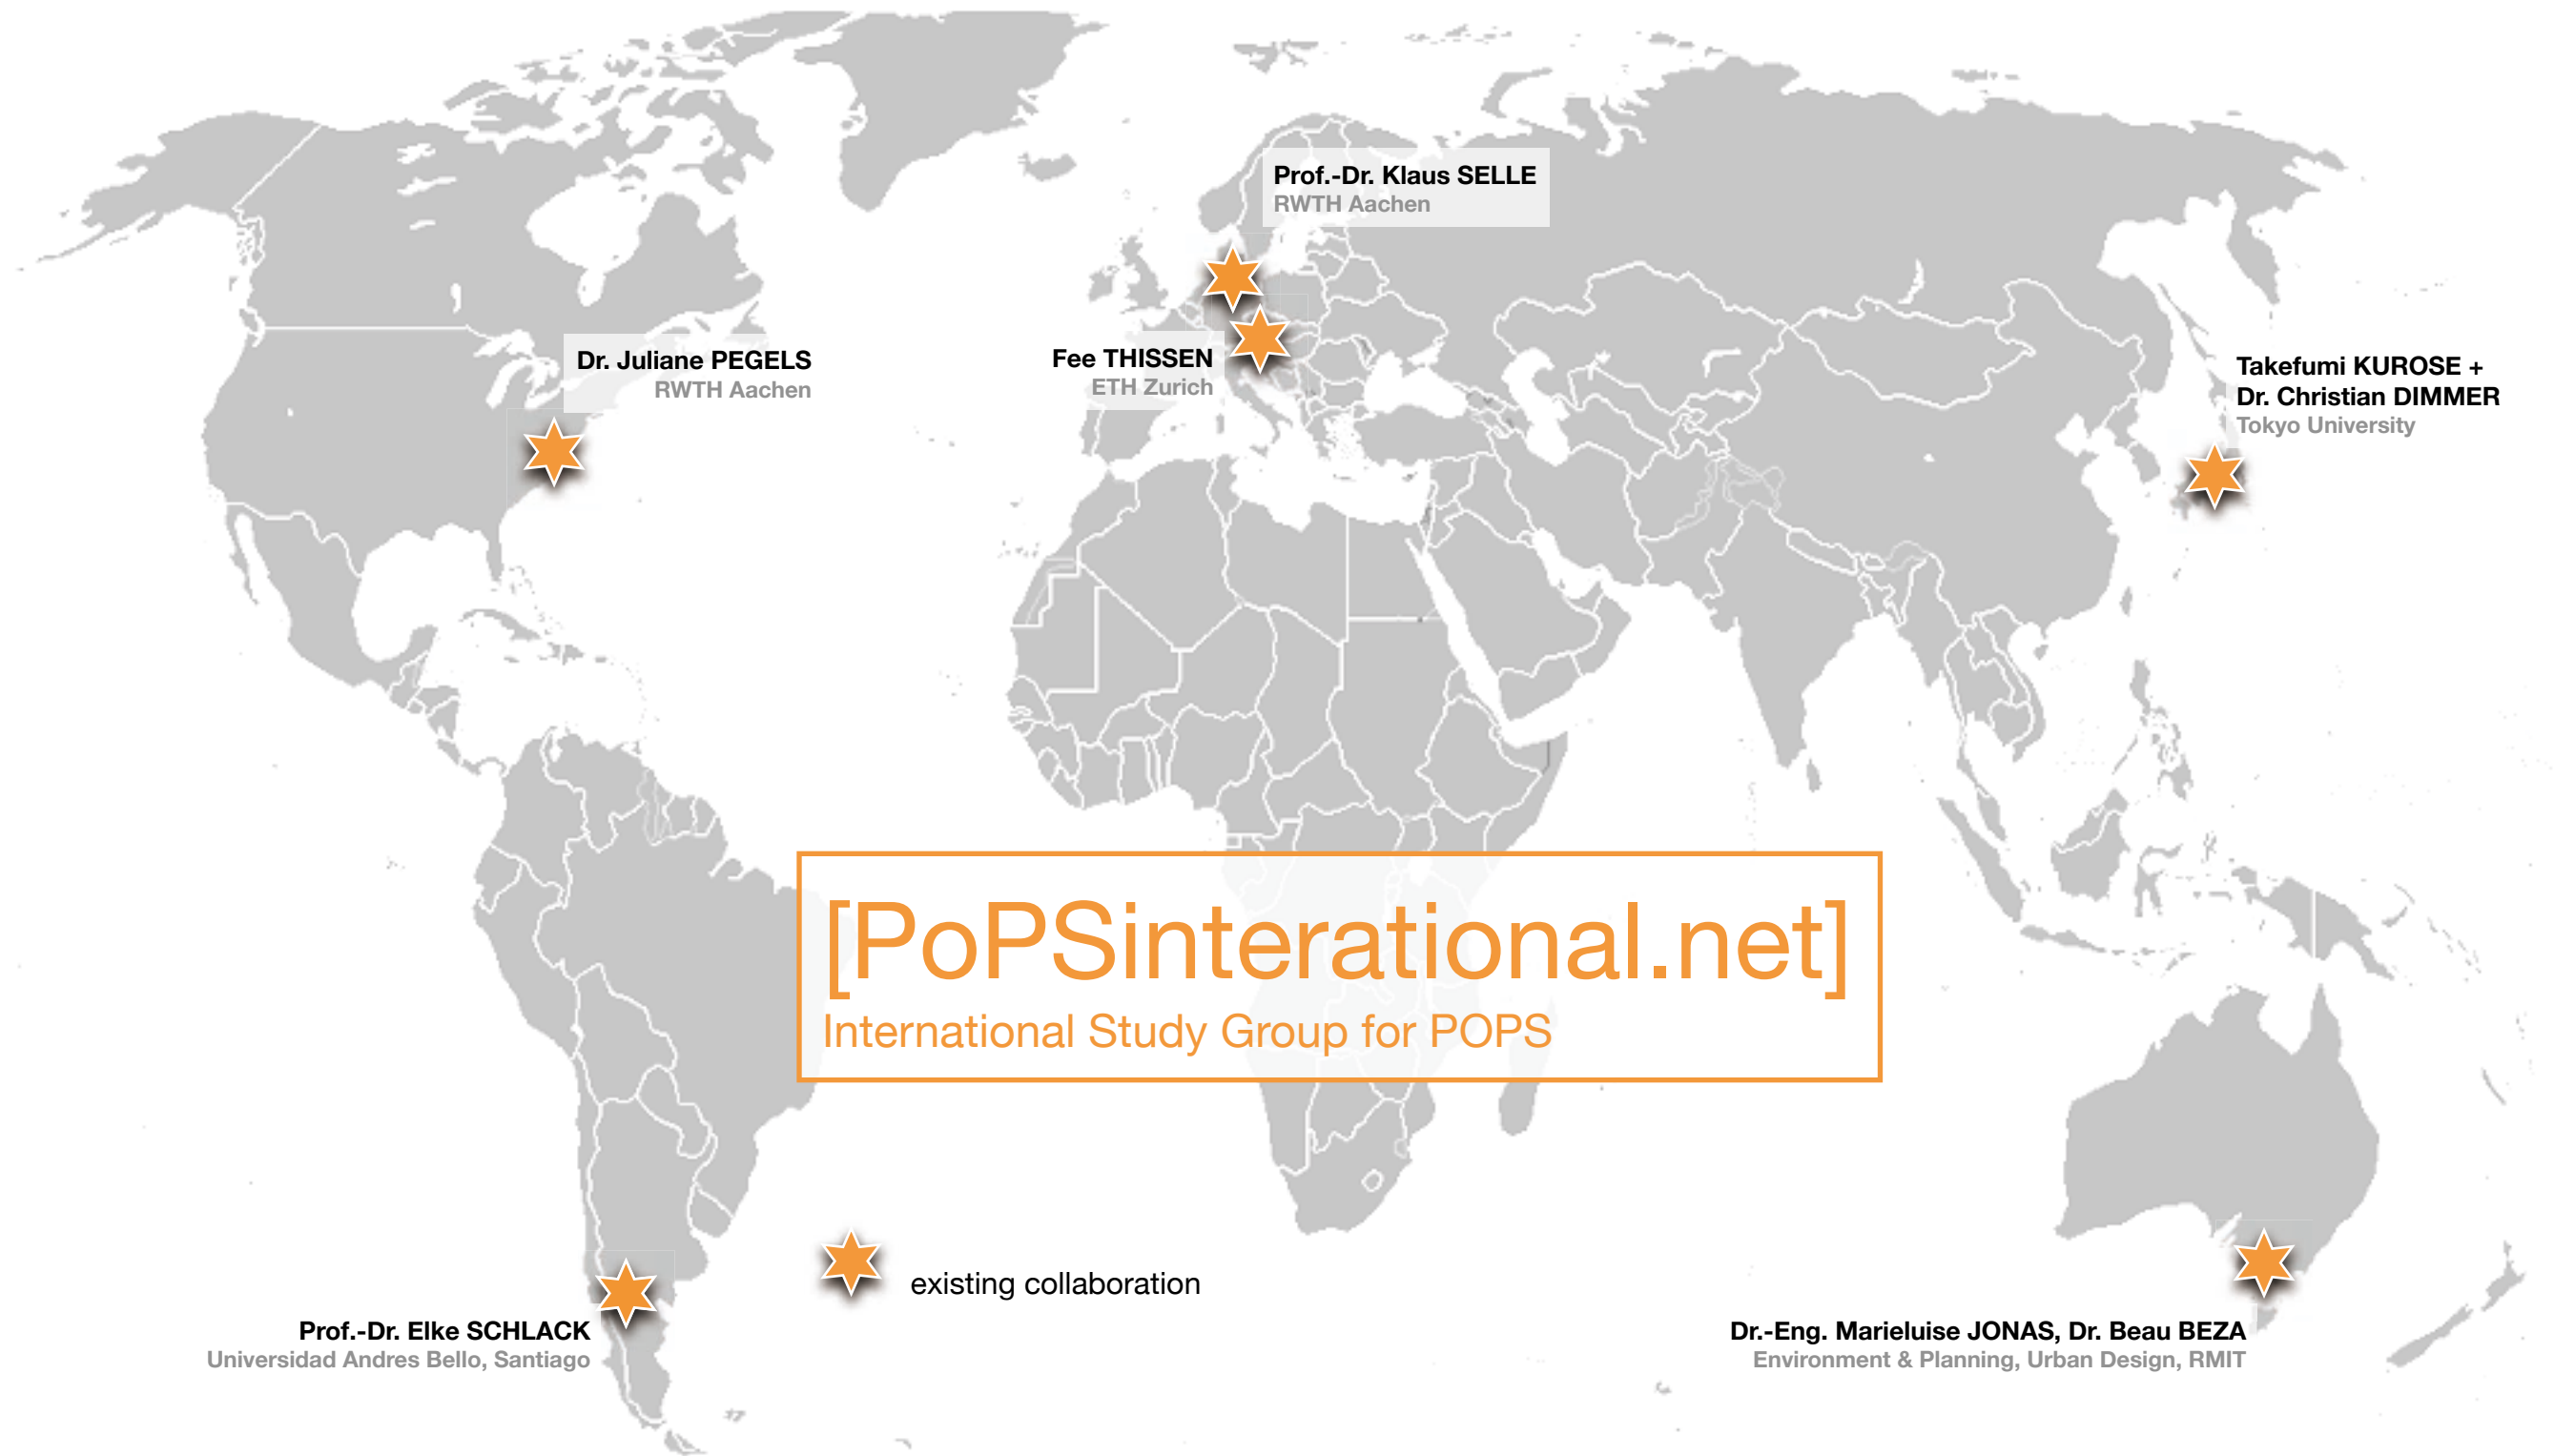 Prof.-Dr. Klaus SELLE
RWTH Aachen
Dr. Juliane PEGELS
RWTH Aachen
Fee THISSEN
ETH Zurich
Takefumi KUROSE +
Dr. Christian DIMMER
Tokyo University
[PoPSinterational.net]
International Study Group for POPS
existing collaboration
Prof.-Dr. Elke SCHLACK
Universidad Andres Bello, Santiago
Dr.-Eng. Marieluise JONAS, Dr. Beau BEZA
Environment & Planning, Urban Design, RMIT